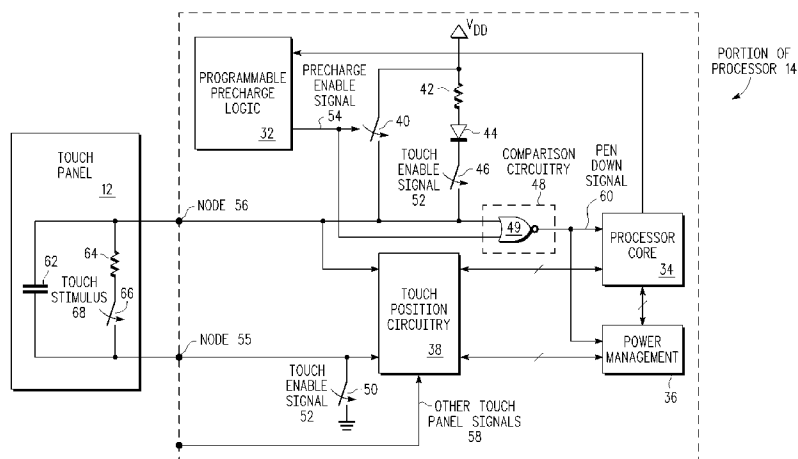 V DD
PORTION OF
PROCESSOR 14
PROGRAMMABLE
PRECHARGE
LOGIC
32
PRECHARGE
ENABLE
SIGNAL
54
40
42
44
46
TOUCH
ENABLE
SIGNAL
52
COMPARISON
CIRCUITRY
48
PEN
DOWN
SIGNAL
60
49
TOUCH
PANEL
12
NODE 56
62
64
TOUCH
STIMULUS
68
66
PROCESSOR
CORE
34
TOUCH
POSITION
CIRCUITRY
38
NODE 55
POWER
MANAGEMENT
36
TOUCH
ENABLE
SIGNAL
52
50
OTHER TOUCH
PANEL SIGNALS
58